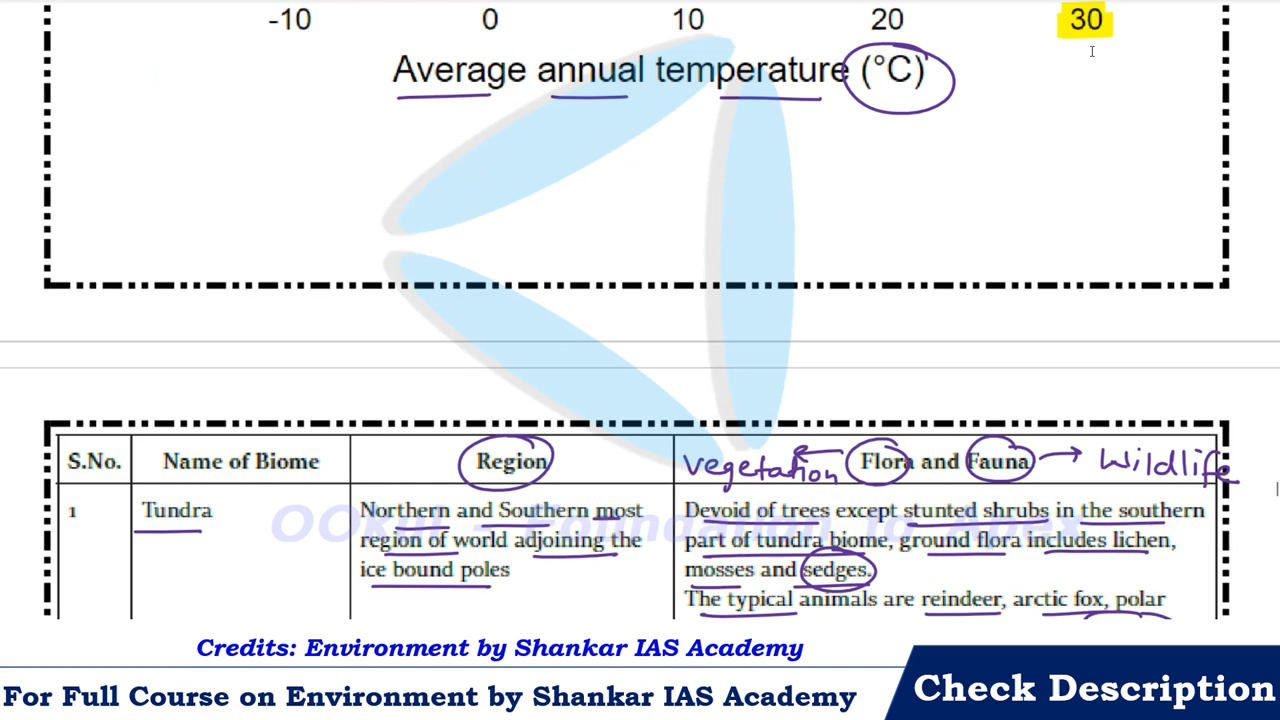 -10 0 10 20 30
Average annual temperature (°C)
S.No. Name of Biome Region vegetation Flora and Fauna → Wildlife
1 Tundra Northern and Southern most Devoid of trees except stunted shrubs in the southern
region of world adjoining the part of tundra biome, ground flora includes lichen,
ice bound poles mosses and sedges.
The typical animals are reindeer, arctic fox, polar
Credits: Environment by Shankar IAS Academy
For Full Course on Environment by Shankar IAS Academy
Check Description